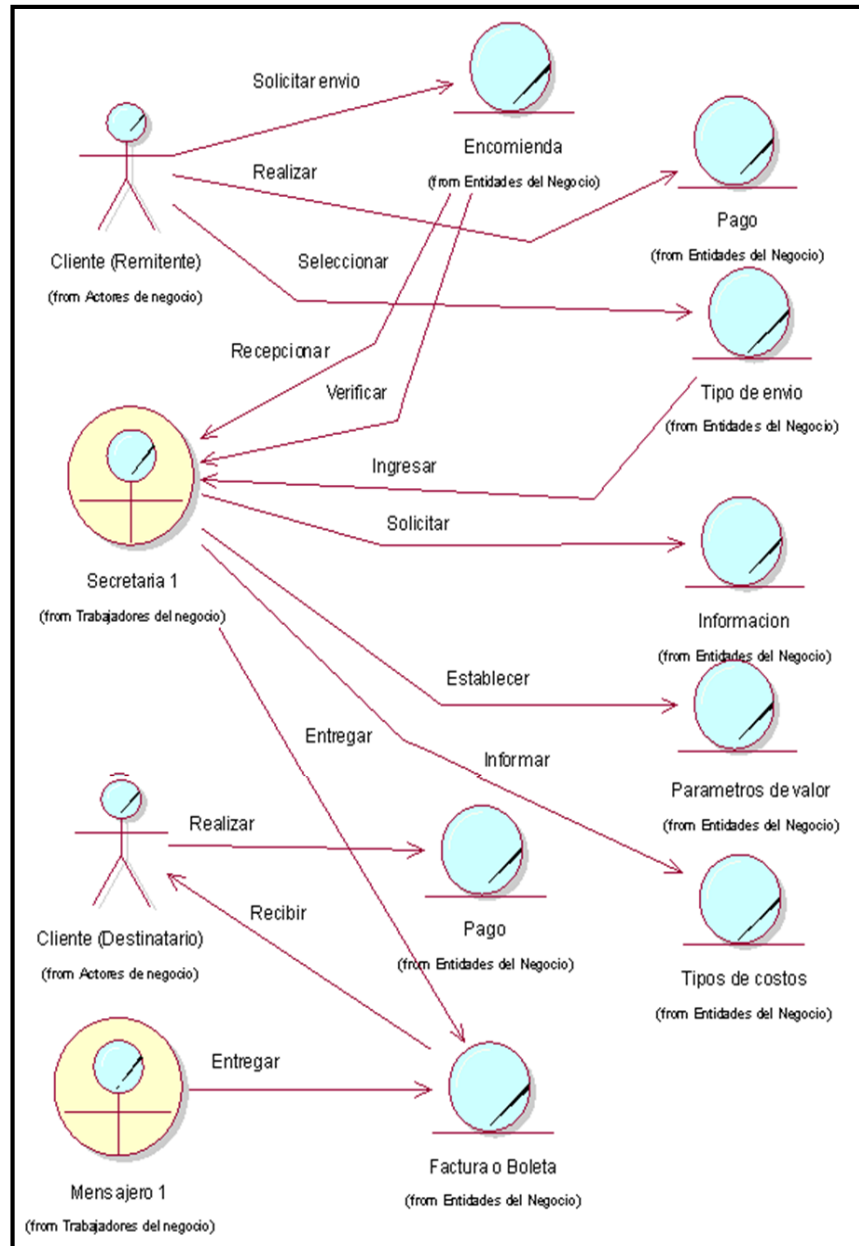 Solicitar envio
Encomienda
(from Entidades del Negocio)
Realizar
Pago
(from Entidades del Negocio)
Cliente (Remitente)
(from Actores de negocio)
Seleccionar
Tipo de envio
(from Entidades del Negocio)
Recepcionar
Verificar
Ingresar
Solicitar
Secretaria 1
(from Trabajadores del negocio)
Informacion
(from Entidades del Negocio)
Establecer
Entregar
Informar
Parametros de valor
(from Entidades del Negocio)
Realizar
Recibir
Cliente (Destinatario)
(from Actores de negocio)
Pago
(from Entidades del Negocio)
Tipos de costos
(from Entidades del Negocio)
Entregar
Factura o Boleta
(from Entidades del Negocio)
Mensajero 1
(from Trabajadores del negocio)